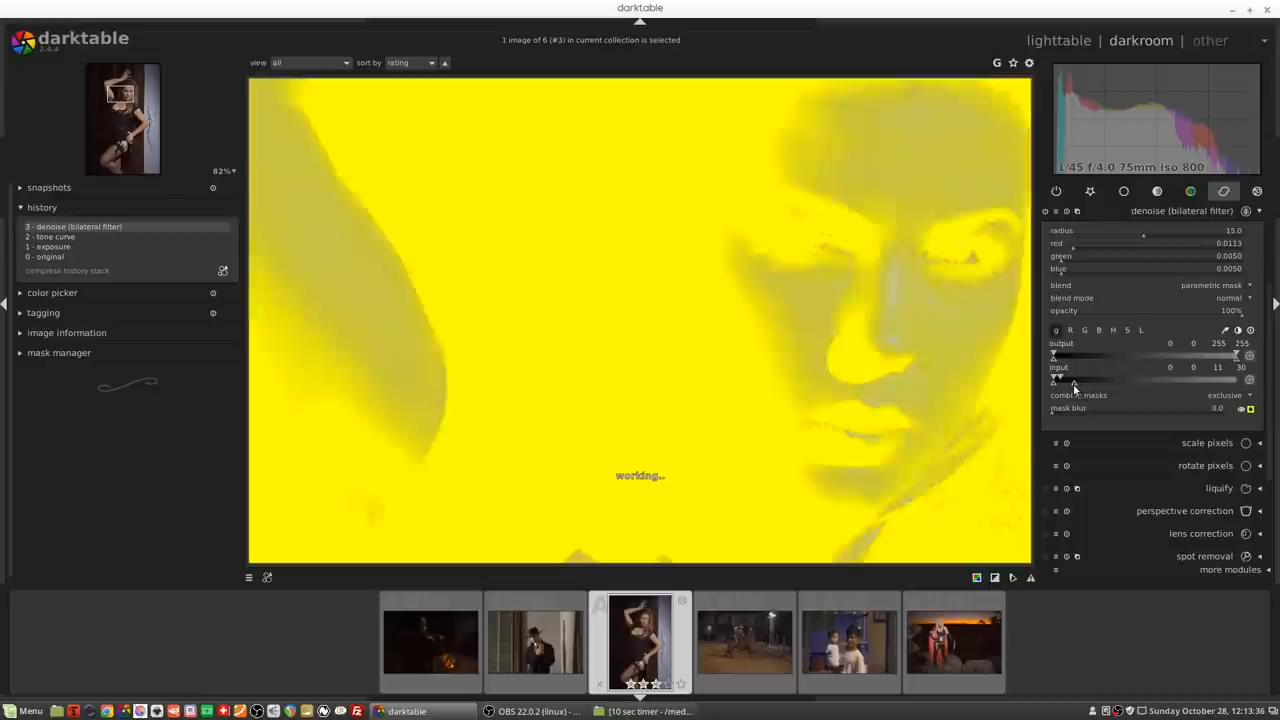 darktable
darktable
2.4.4
1 image of 6 (#3) in current collection is selected
lighttable | darkroom | other
view all sort by rating
G
82%
snapshots
history
3 - denoise (bilateral filter)
2 - tone curve
1 - exposure
0 - original
compress history stack
color picker
tagging
image information
mask manager
working..
1/45 f/4.0 75mm iso 800
denoise (bilateral filter)
radius 15.0
red 0.0113
green 0.0050
blue 0.0050
blend parametric mask
blend mode normal
opacity 100%
g R G B H S L
output 0 0 255 255
input 0 0 11 30
combine masks exclusive
mask blur 0.0
scale pixels
rotate pixels
liquify
perspective correction
lens correction
spot removal
more modules
Menu
darktable
OBS 22.0.2 (linux) - ...
[10 sec timer - /med...
Sunday October 28, 12:13:36